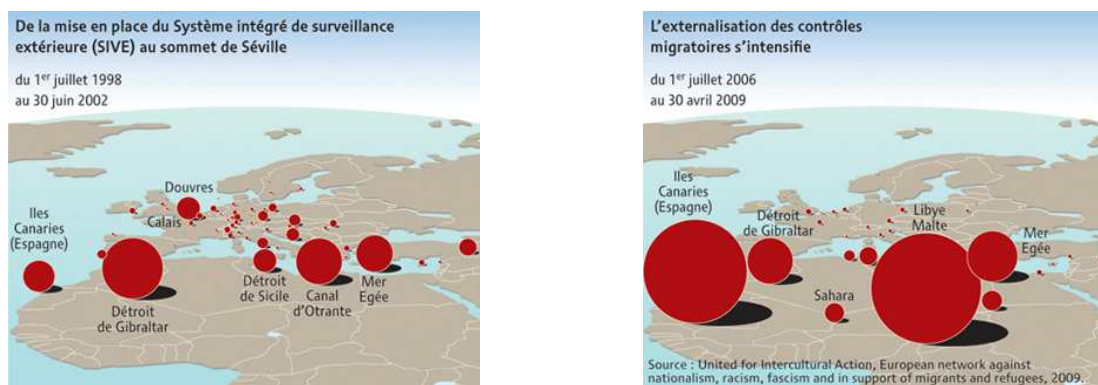 De la mise en place du Système intégré de surveillance
extérieure (SIVE) au sommet de Séville
du 1er juillet 1998
au 30 juin 2002
Douvres
Calais
Iles
Canaries
(Espagne)
Détroit
de Gibraltar
Détroit
de Sicile
Canal
d'Otrante
Mer
Egée
L'externalisation des contrôles
migratoires s'intensifie
du 1er juillet 2006
au 30 avril 2009
Iles
Canaries
(Espagne)
Détroit
de Gibraltar
Libye
Malte
Mer
Egée
Sahara
Source : United for Intercultural Action, European network against
nationalism, racism, fascism and in support of migrants and refugees, 2009.